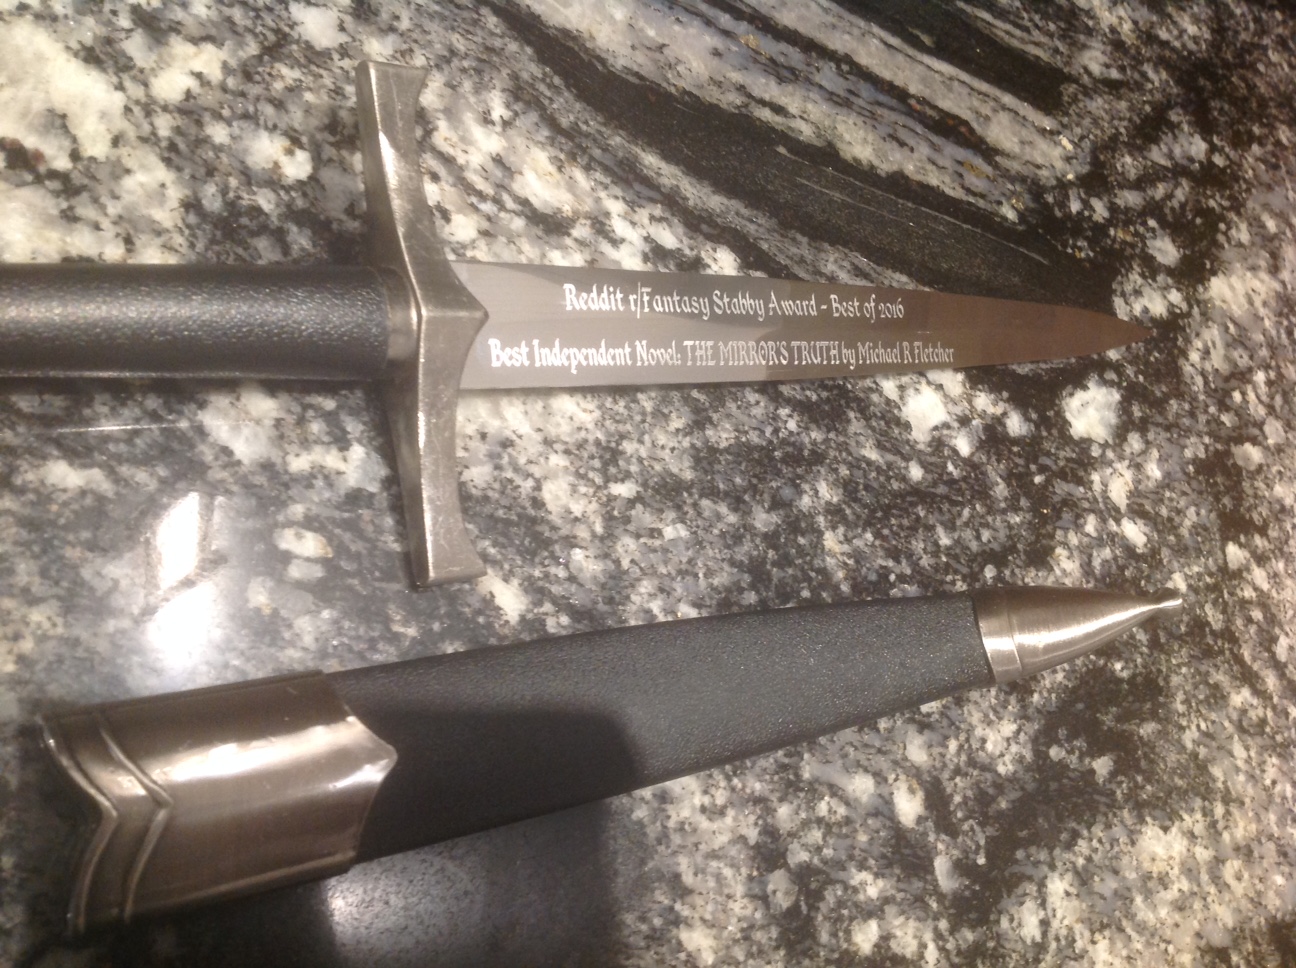 Reddit r/Fantasy Stabby Award - Best of 2016
Best Independent Novel: THE MIRROR'S TRUTH by Michael R Fletcher